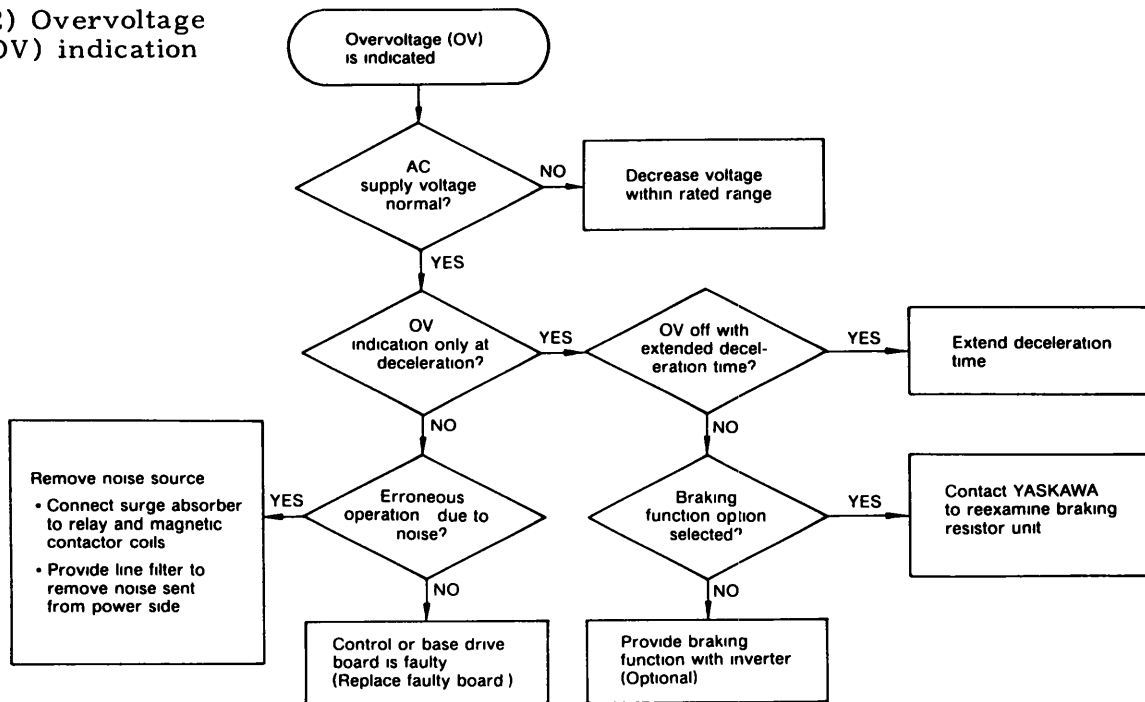 ) Overvoltage
OV) indication
Overvoltage (OV)
is indicated
AC
supply voltage
normal?
NO
Decrease voltage
within rated range
YES
OV
indication only at
deceleration?
YES
OV off with
extended decel-
eration time?
YES
Extend deceleration
time
NO
NO
Remove noise source
• Connect surge absorber
to relay and magnetic
contactor coils
• Provide line filter to
remove noise sent
from power side
YES
Erroneous
operation due to
noise?
Braking
function option
selected?
YES
Contact YASKAWA
to reexamine braking
resistor unit
NO
NO
Control or base drive
board is faulty
(Replace faulty board)
Provide braking
function with inverter
(Optional)